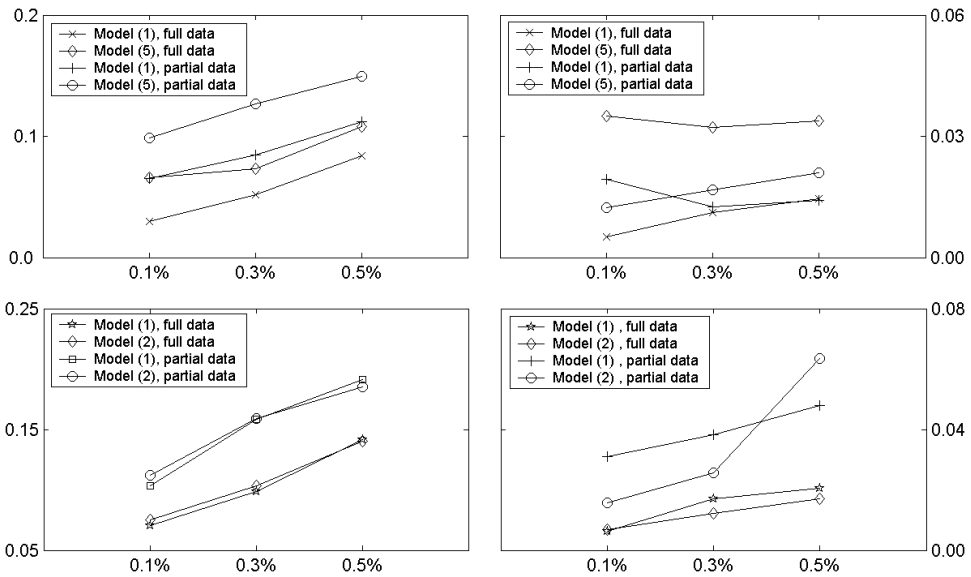 0.2
0.1
0.0
Model (1), full data
Model (5), full data
Model (1), partial data
Model (5), partial data
0.1%
0.3%
0.5%
0.06
0.03
0.00
Model (1), full data
Model (5), full data
Model (1), partial data
Model (5), partial data
0.1%
0.3%
0.5%
0.25
0.15
0.05
Model (1), full data
Model (2), full data
Model (1), partial data
Model (2), partial data
0.1%
0.3%
0.5%
0.08
0.04
0.00
Model (1) , full data
Model (2) , full data
Model (1) , partial data
Model (2) , partial data
0.1%
0.3%
0.5%